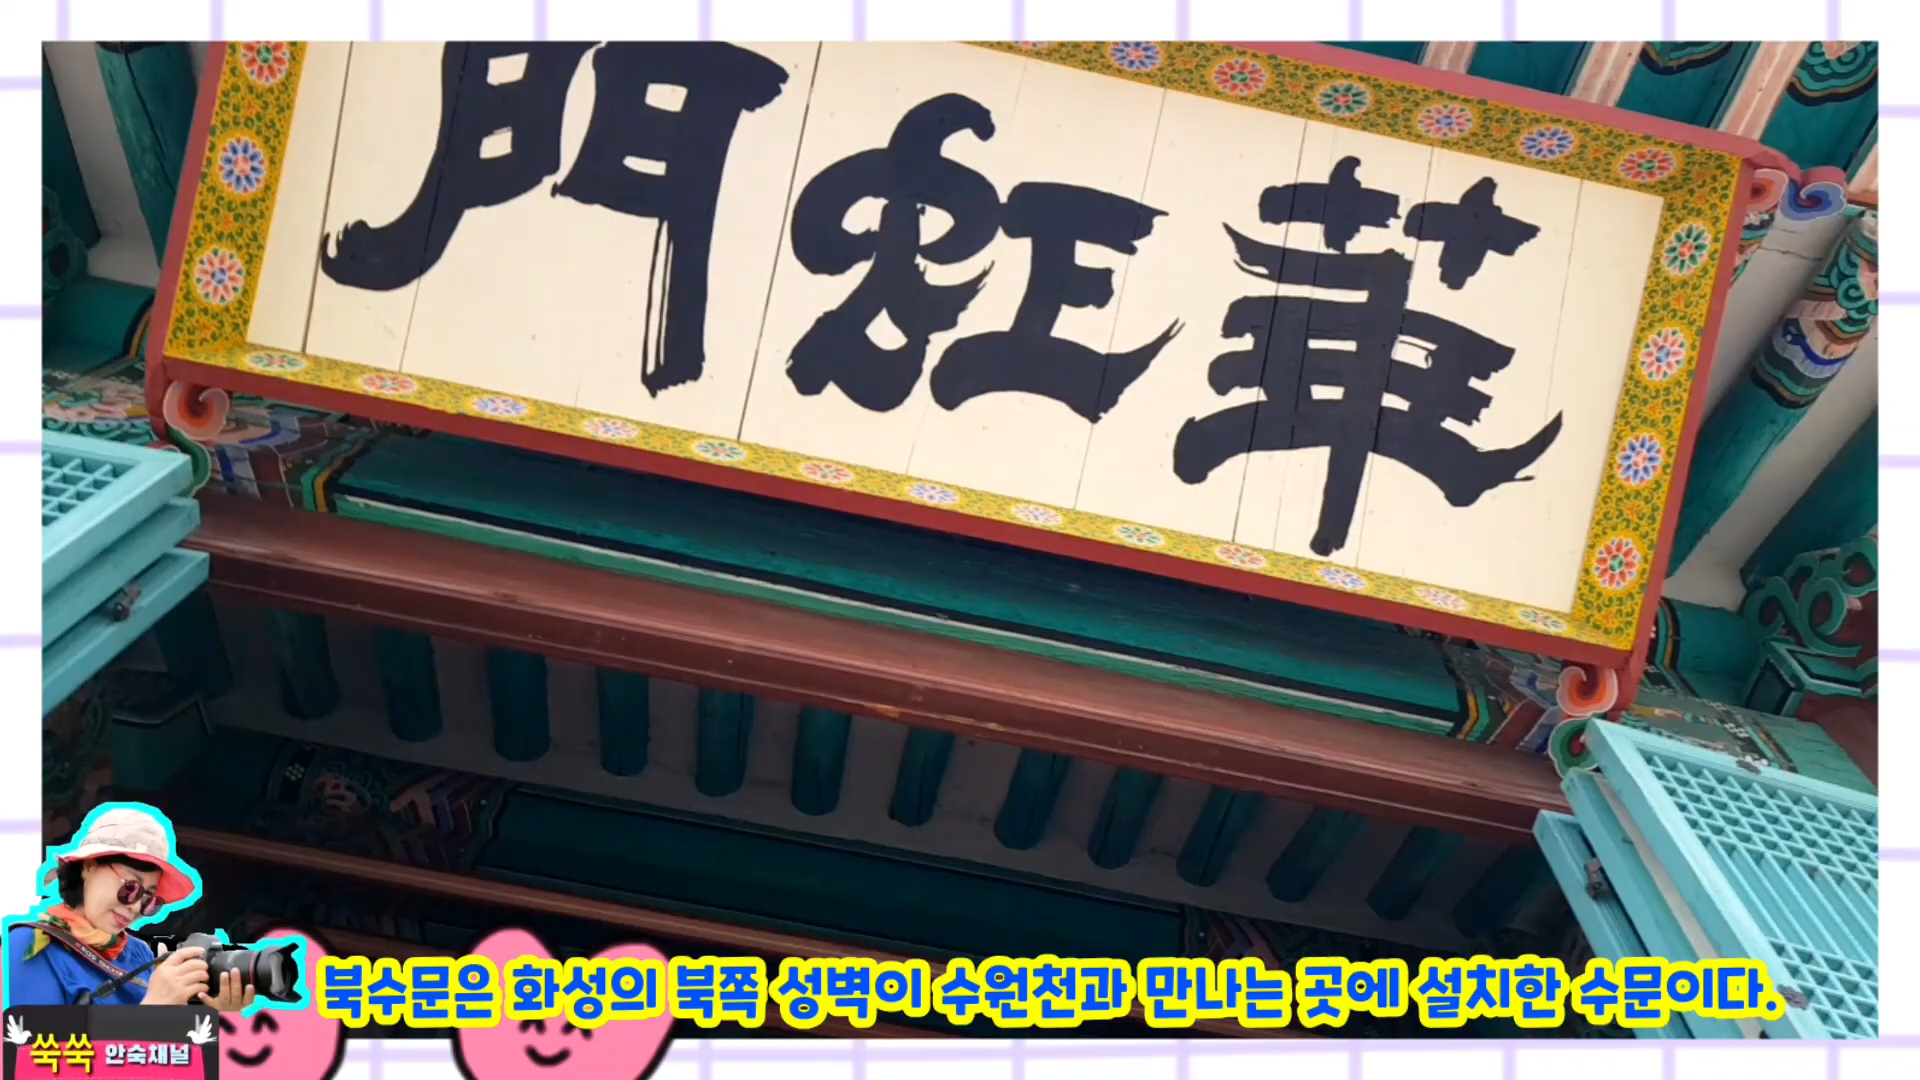 門虹華
북수문은 화성의 북쪽 성벽이 수원천과 만나는 곳에 설치한 수문이다.
쑥쑥 안숙채널